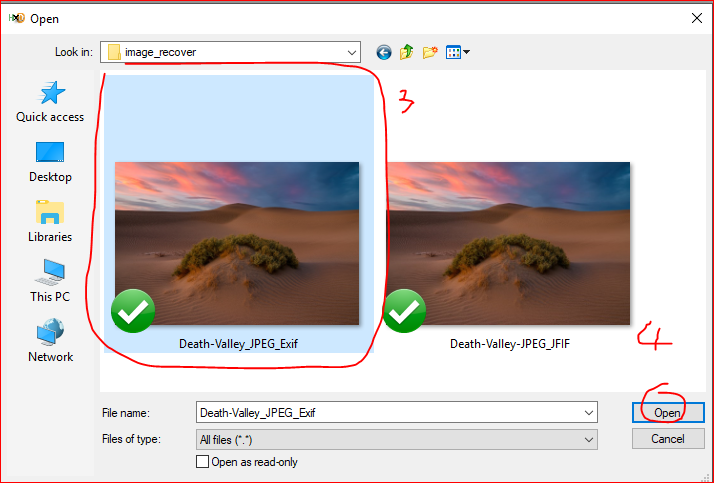 Open
Look in:
image_recover
3
Quick access
Desktop
Libraries
This PC
Network
Death-Valley_JPEG_Exif
Death-Valley-JPEG_JFIF
4
File name:
Death-Valley_JPEG_Exif
Open
Files of type:
All files (*.*)
Cancel
Open as read-only